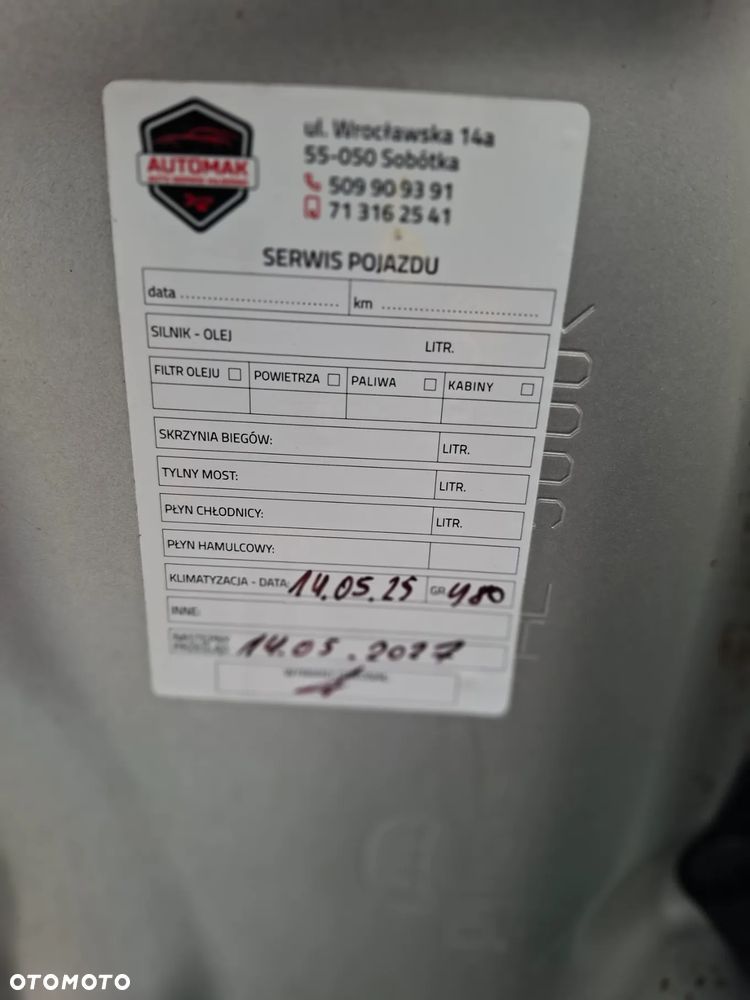 AUTOMAK
ul. Wrocławska 14a
55-050 Sobótka
509 90 93 91
71 316 25 41
SERWIS POJAZDU
data ........................ km ........................
SILNIK - OLEJ LITR.
FILTR OLEJU POWIETRZA PALIWA KABINY
SKRZYNIA BIEGÓW: LITR.
TYLNY MOST: LITR.
PŁYN CHŁODNICY: LITR.
PŁYN HAMULCOWY:
KLIMATYZACJA - DATA: 14.05.25 GR 480
INNE:
NASTĘPNY PRZEGLĄD: 14.05.2027
OTOMOTO